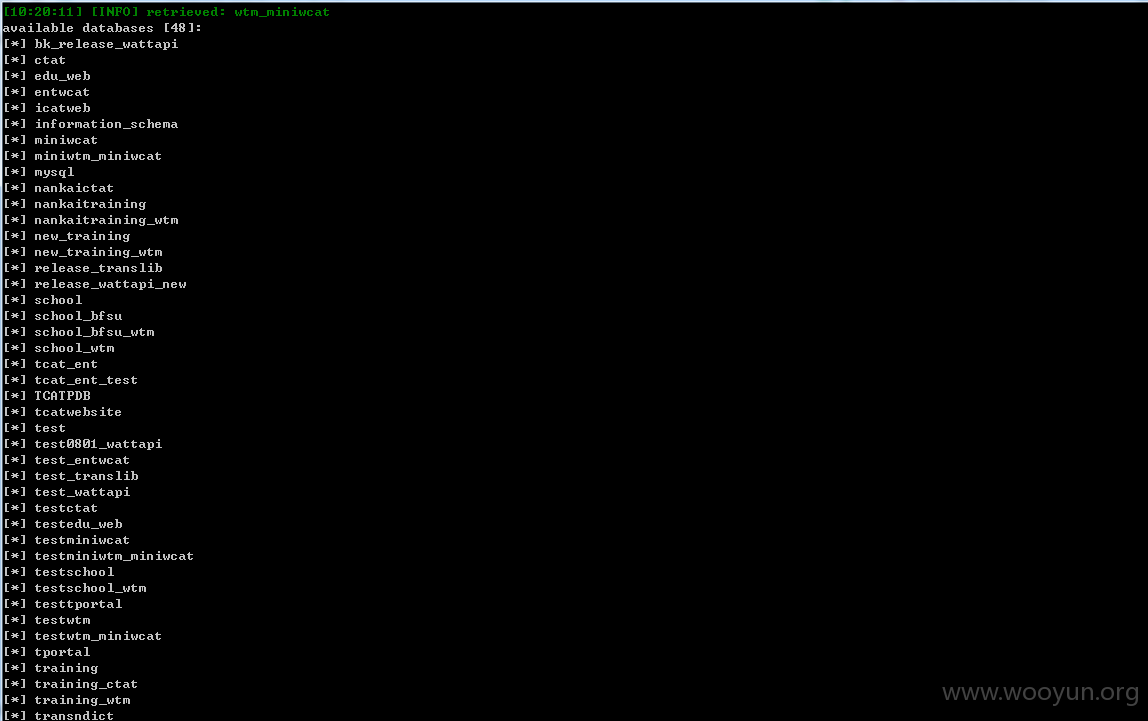 [10:20:11] [INFO] retrieved: wtm_miniwcat
available databases [48]:
[*] bk_release_wattapi
[*] ctat
[*] edu_web
[*] entwcat
[*] icatweb
[*] information_schema
[*] miniwcat
[*] miniwtm_miniwcat
[*] mysql
[*] nankaictat
[*] nankaitraining
[*] nankaitraining_wtm
[*] new_training
[*] new_training_wtm
[*] release_translib
[*] release_wattapi_new
[*] school
[*] school_bfsu
[*] school_bfsu_wtm
[*] school_wtm
[*] tcat_ent
[*] tcat_ent_test
[*] TCATPDB
[*] tcatwebsite
[*] test
[*] test0801_wattapi
[*] test_entwcat
[*] test_translib
[*] test_wattapi
[*] testctat
[*] testedu_web
[*] testminiwcat
[*] testminiwtm_miniwcat
[*] testschool
[*] testschool_wtm
[*] testtportal
[*] testwtm
[*] testwtm_miniwcat
[*] tportal
[*] training
[*] training_ctat
[*] training_wtm
[*] transndict
www.wooyun.org